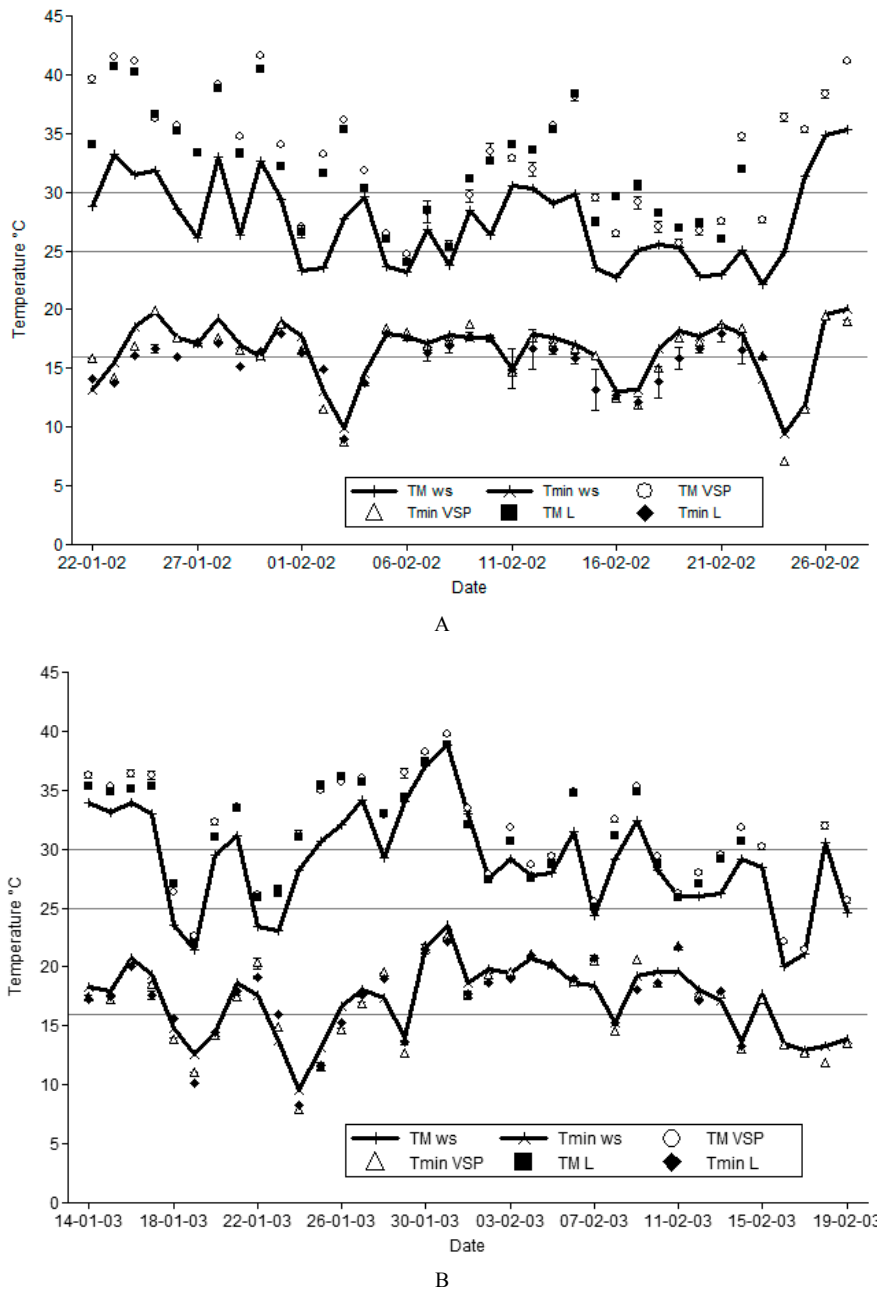 45
40
35
30
25
20
15
10
5
0
Temperature °C
TM ws Tmin ws TM VSP
Tmin VSP TM L Tmin L
22-01-02 27-01-02 01-02-02 06-02-02 11-02-02 16-02-02 21-02-02 26-02-02
Date
A
45
40
35
30
25
20
15
10
5
0
Temperature °C
TM ws Tmin ws TM VSP
Tmin VSP TM L Tmin L
14-01-03 18-01-03 22-01-03 26-01-03 30-01-03 03-02-03 07-02-03 11-02-03 15-02-03 19-02-03
Date
B